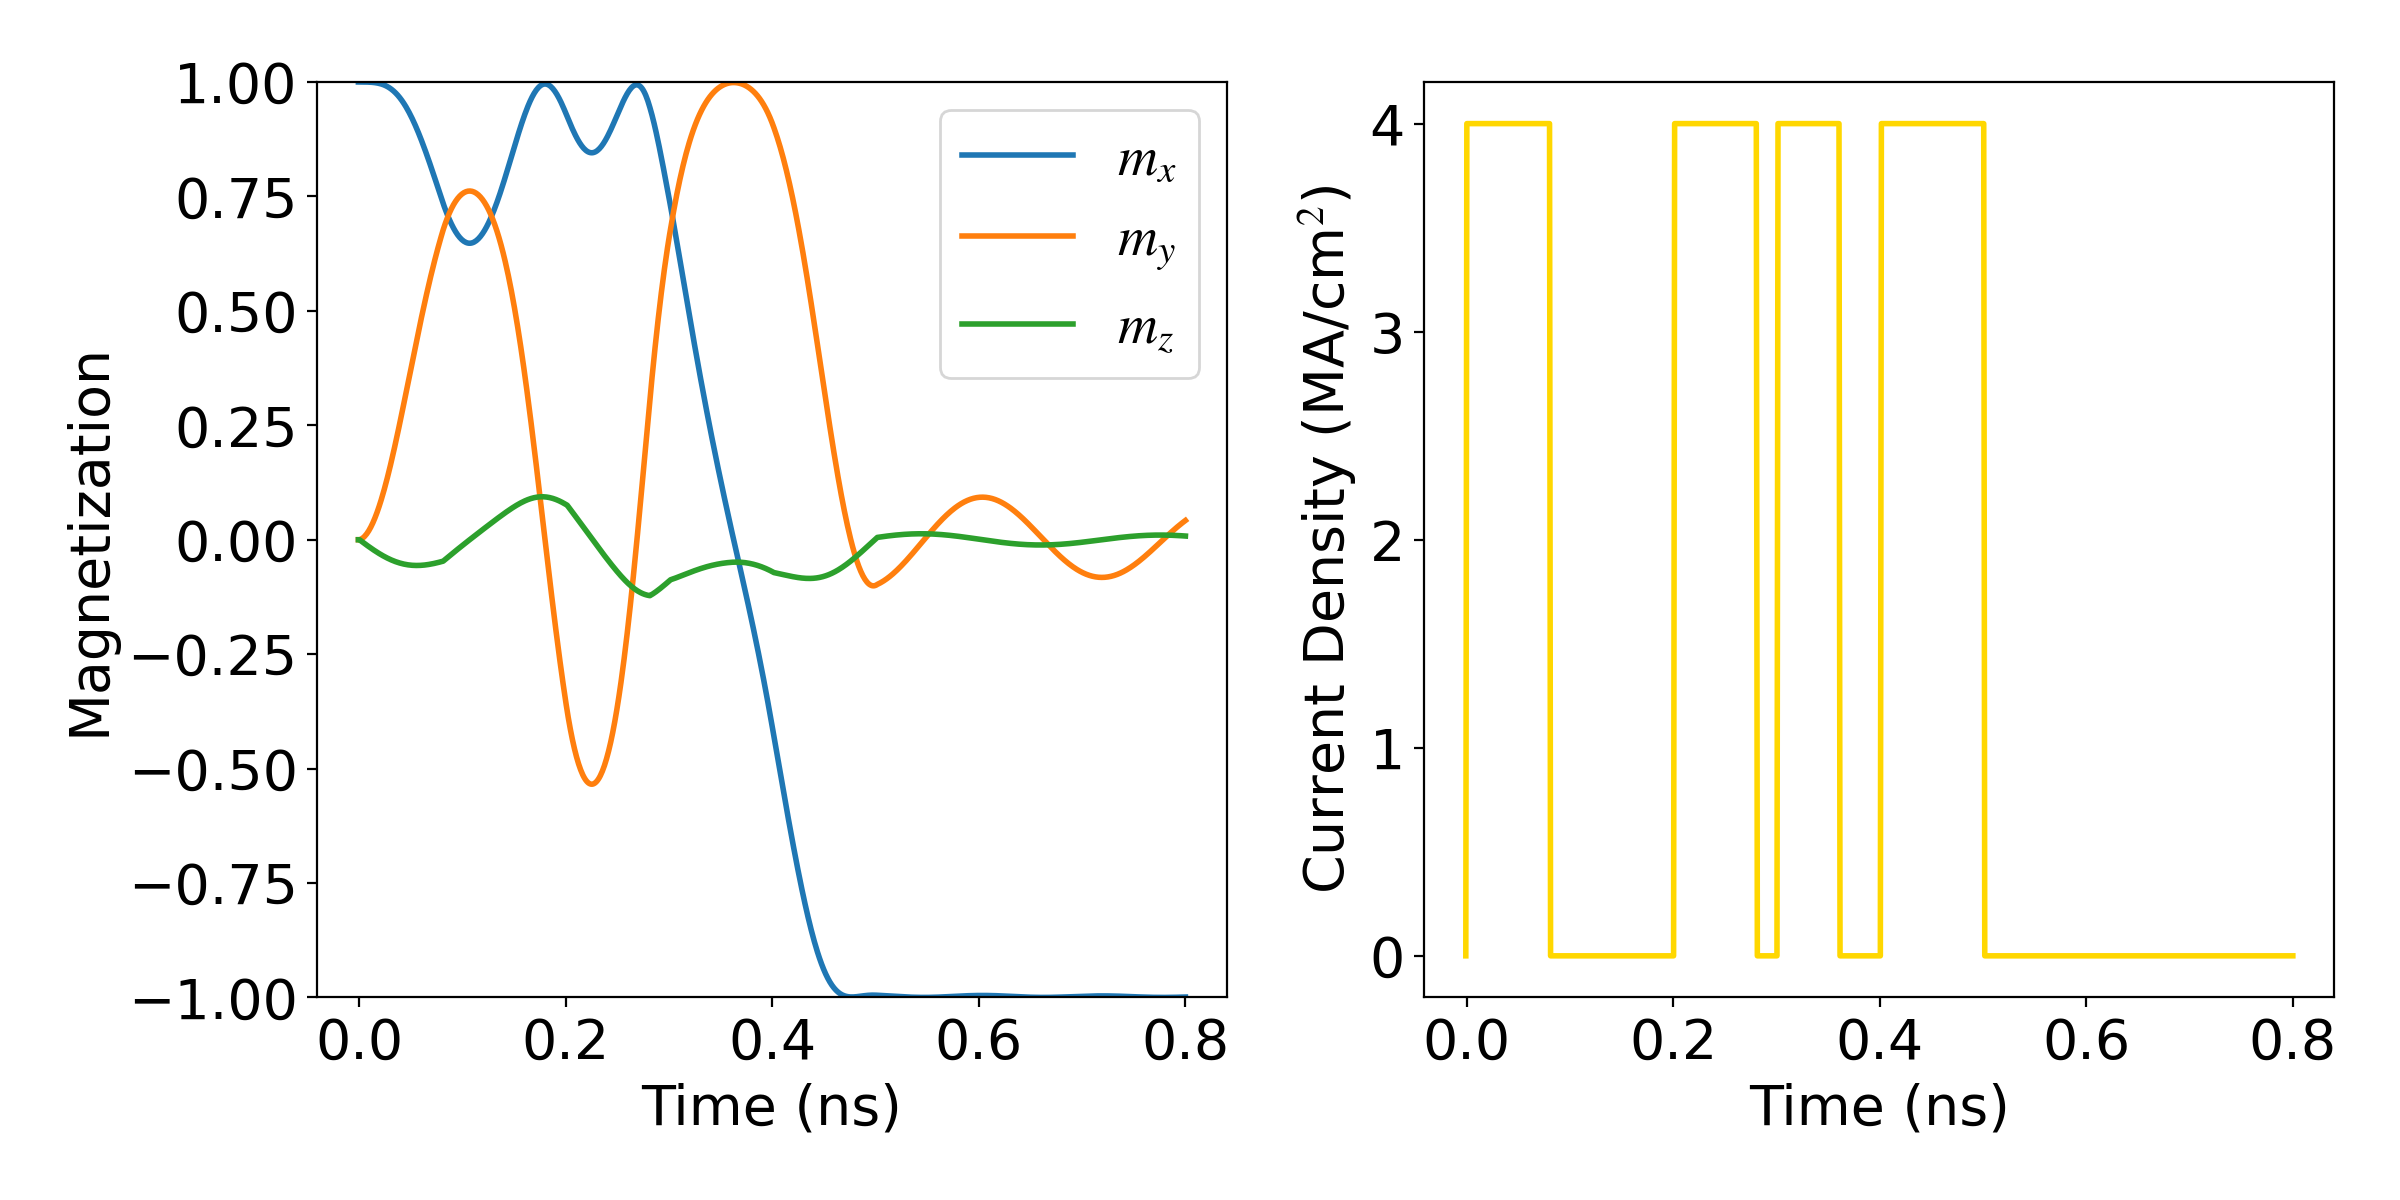 Magnetization
1.00
0.75
0.50
0.25
0.00
−0.25
−0.50
−0.75
−1.00
0.0 0.2 0.4 0.6 0.8
Time (ns)
m_x
m_y
m_z
Current Density (MA/cm²)
4
3
2
1
0
0.0 0.2 0.4 0.6 0.8
Time (ns)